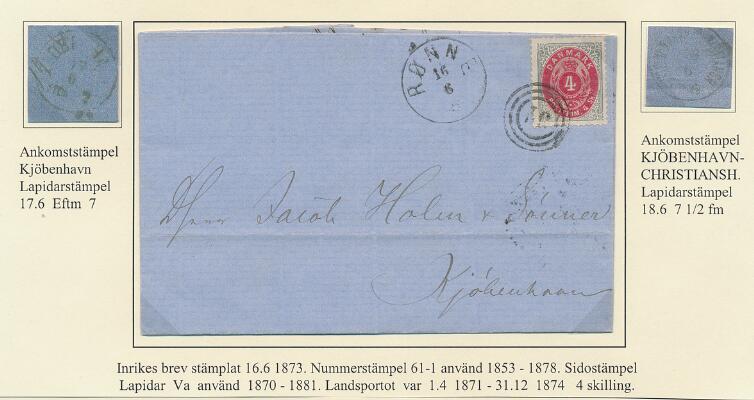 RØNN
16
6
DANMARK
4
Ankomststämpel
Kjöbenhavn
Lapidarstämpel
17.6 Eftm 7
Ankomststämpel
KJÖBENHAVN-
CHRISTIANSH.
Lapidarstämpel
18.6 7 1/2 fm
Dhrr Jacob Holm & Sönner
Kjöbenhavn
Inrikes brev stämplat 16.6 1873. Nummerstämpel 61-1 använd 1853 - 1878. Sidostämpel
Lapidar Va använd 1870 - 1881. Landsportot var 1.4 1871 - 31.12 1874 4 skilling.